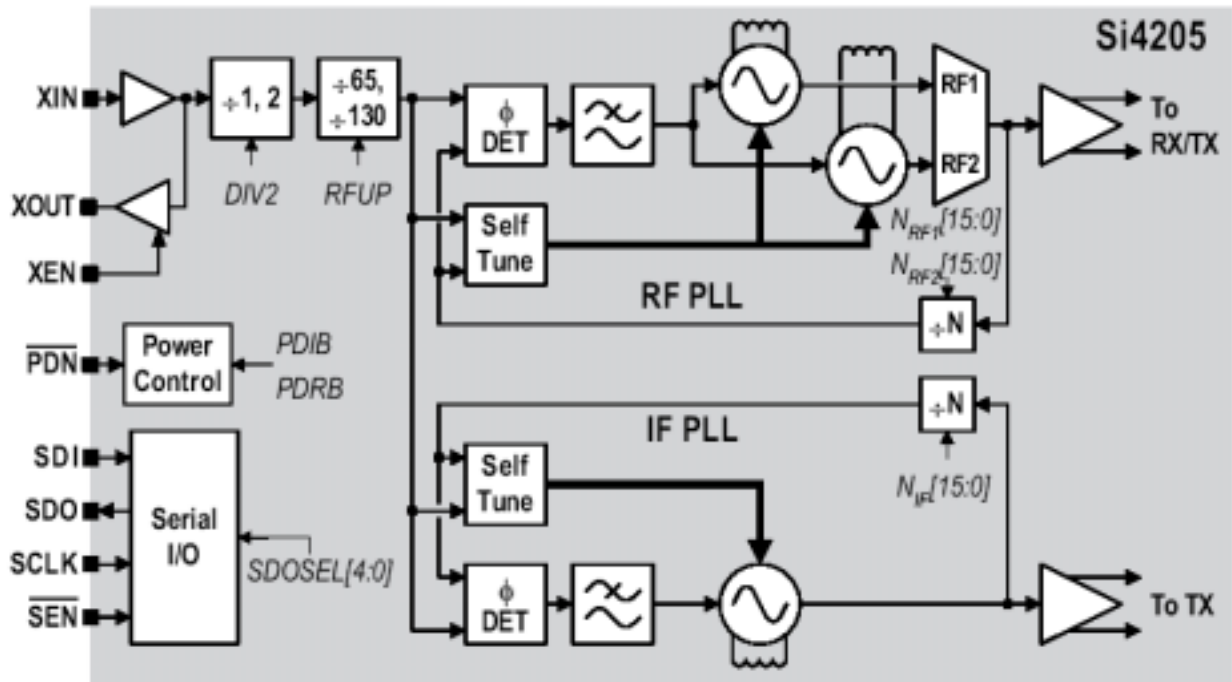 Si4205
XIN
÷1, 2
÷65,
÷130
ϕ
DET
RF1
RF2
To
RX/TX
DIV2
RFUP
XOUT
XEN
Self
Tune
N_RF1[15:0]
N_RF2[15:0]
RF PLL
÷N
PDN
Power
Control
PDIB
PDRB
÷N
IF PLL
N_IF[15:0]
SDI
SDO
SCLK
SEN
Serial
I/O
SDOSEL[4:0]
Self
Tune
ϕ
DET
To TX